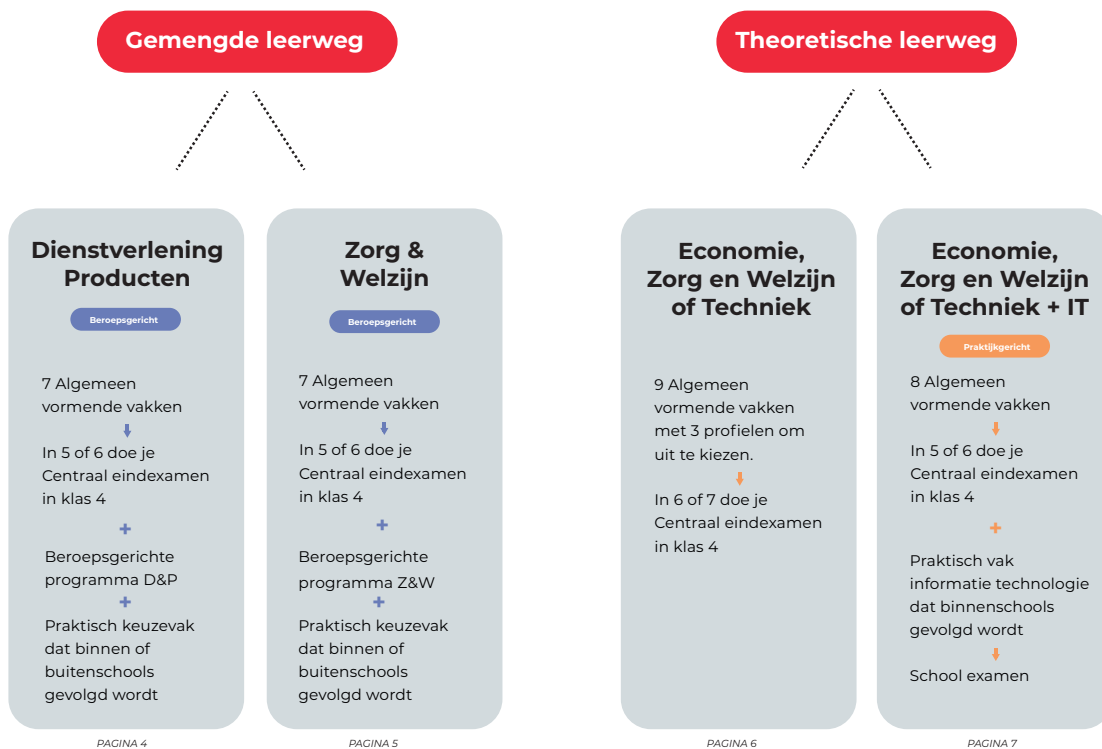 Gemengde leerweg
Theoretische leerweg
Dienstverlening
Producten
Beroepsgericht
7 Algemeen
vormende vakken
In 5 of 6 doe je
Centraal eindexamen
in klas 4
+
Beroepsgerichte
programma D&P
+
Praktisch keuzevak
dat binnen of
buitenschools
gevolgd wordt
PAGINA 4
Zorg &
Welzijn
Beroepsgericht
7 Algemeen
vormende vakken
In 5 of 6 doe je
Centraal eindexamen
in klas 4
+
Beroepsgerichte
programma Z&W
+
Praktisch keuzevak
dat binnen of
buitenschools
gevolgd wordt
PAGINA 5
Economie,
Zorg en Welzijn
of Techniek
9 Algemeen
vormende vakken
met 3 profielen om
uit te kiezen.
In 6 of 7 doe je
Centraal eindexamen
in klas 4
PAGINA 6
Economie,
Zorg en Welzijn
of Techniek + IT
Praktijkgericht
8 Algemeen
vormende vakken
In 5 of 6 doe je
Centraal eindexamen
in klas 4
+
Praktisch vak
informatie technologie
dat binnenschools
gevolgd wordt
School examen
PAGINA 7